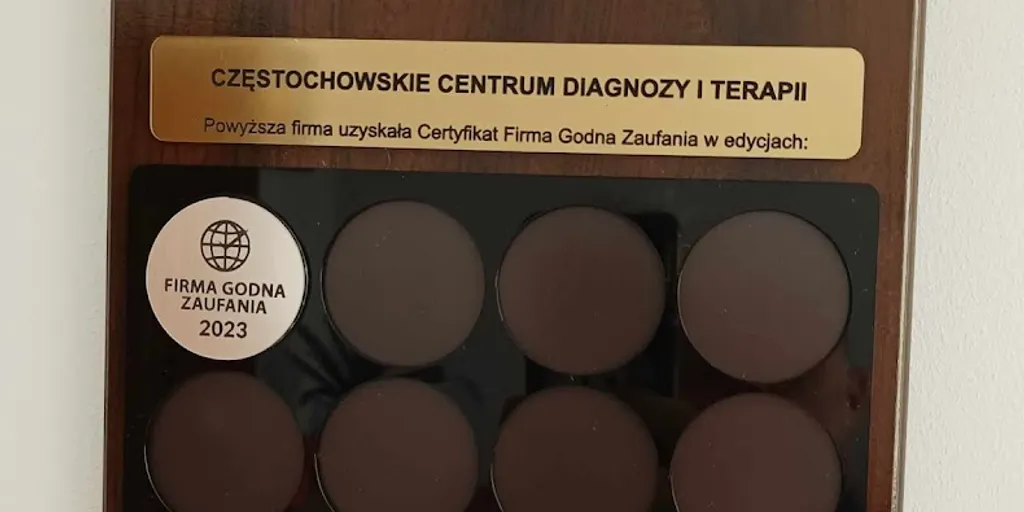 CZĘSTOCHOWSKIE CENTRUM DIAGNOZY I TERAPII
Powyższa firma uzyskała Certyfikat Firma Godna Zaufania w edycjach:
FIRMA GODNA
ZAUFANIA
2023